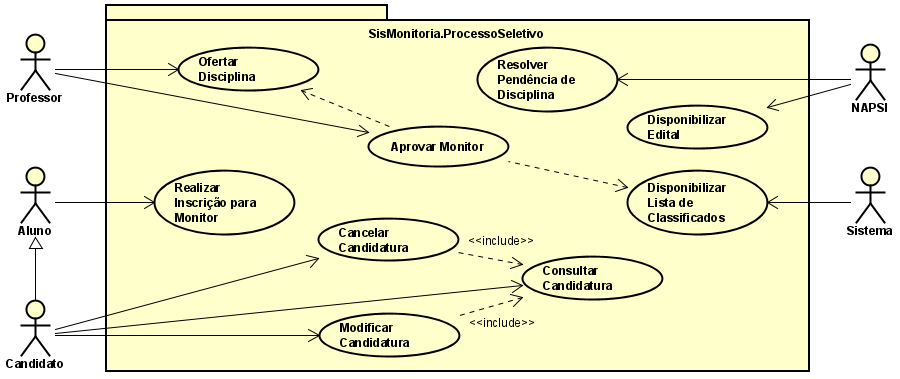 SisMonitoria.ProcessoSeletivo
Professor
Ofertar
Disciplina
Resolver
Pendência de
Disciplina
NAPSI
Disponibilizar
Edital
Aprovar Monitor
Aluno
Realizar
Inscrição para
Monitor
Disponibilizar
Lista de
Classificados
Sistema
Cancelar
Candidatura
<<include>>
Consultar
Candidatura
Candidato
Modificar
Candidatura
<<include>>